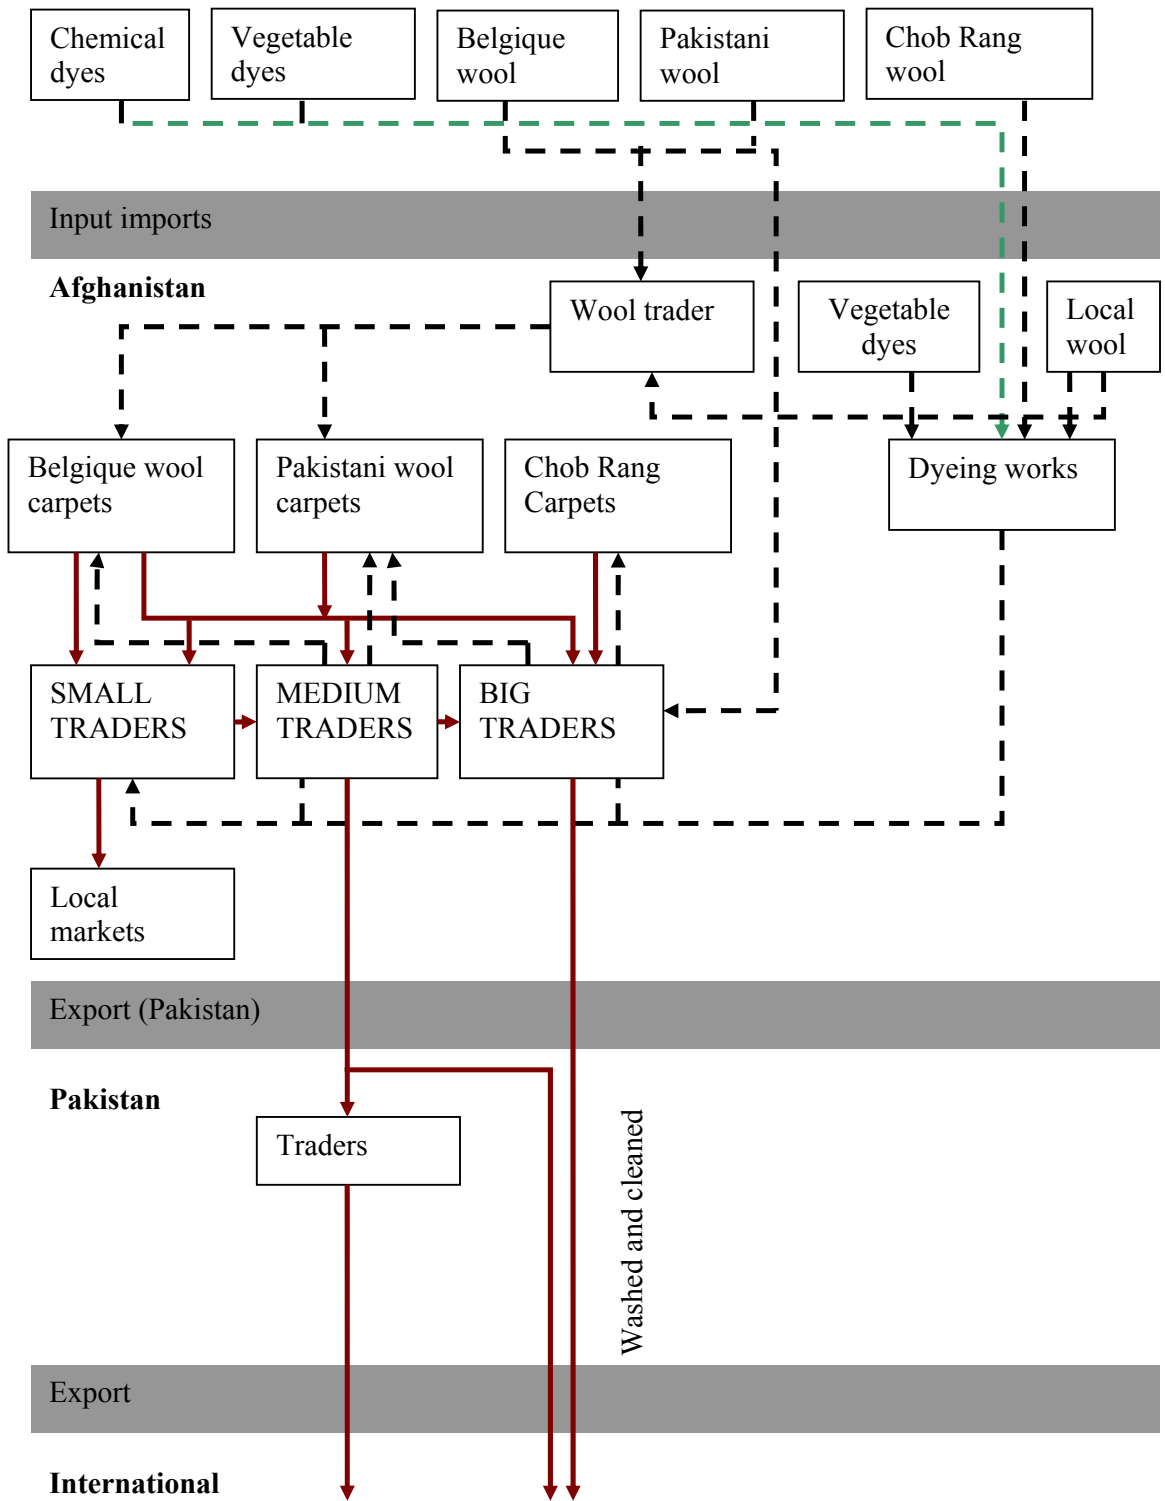 Chemical
dyes
Vegetable
dyes
Belgique
wool
Pakistani
wool
Chob Rang
wool
Input imports
Afghanistan
Wool trader
Vegetable
dyes
Local
wool
Belgique wool
carpets
Pakistani wool
carpets
Chob Rang
Carpets
Dyeing works
SMALL
TRADERS
MEDIUM
TRADERS
BIG
TRADERS
Local
markets
Export (Pakistan)
Pakistan
Traders
Washed and cleaned
Export
International